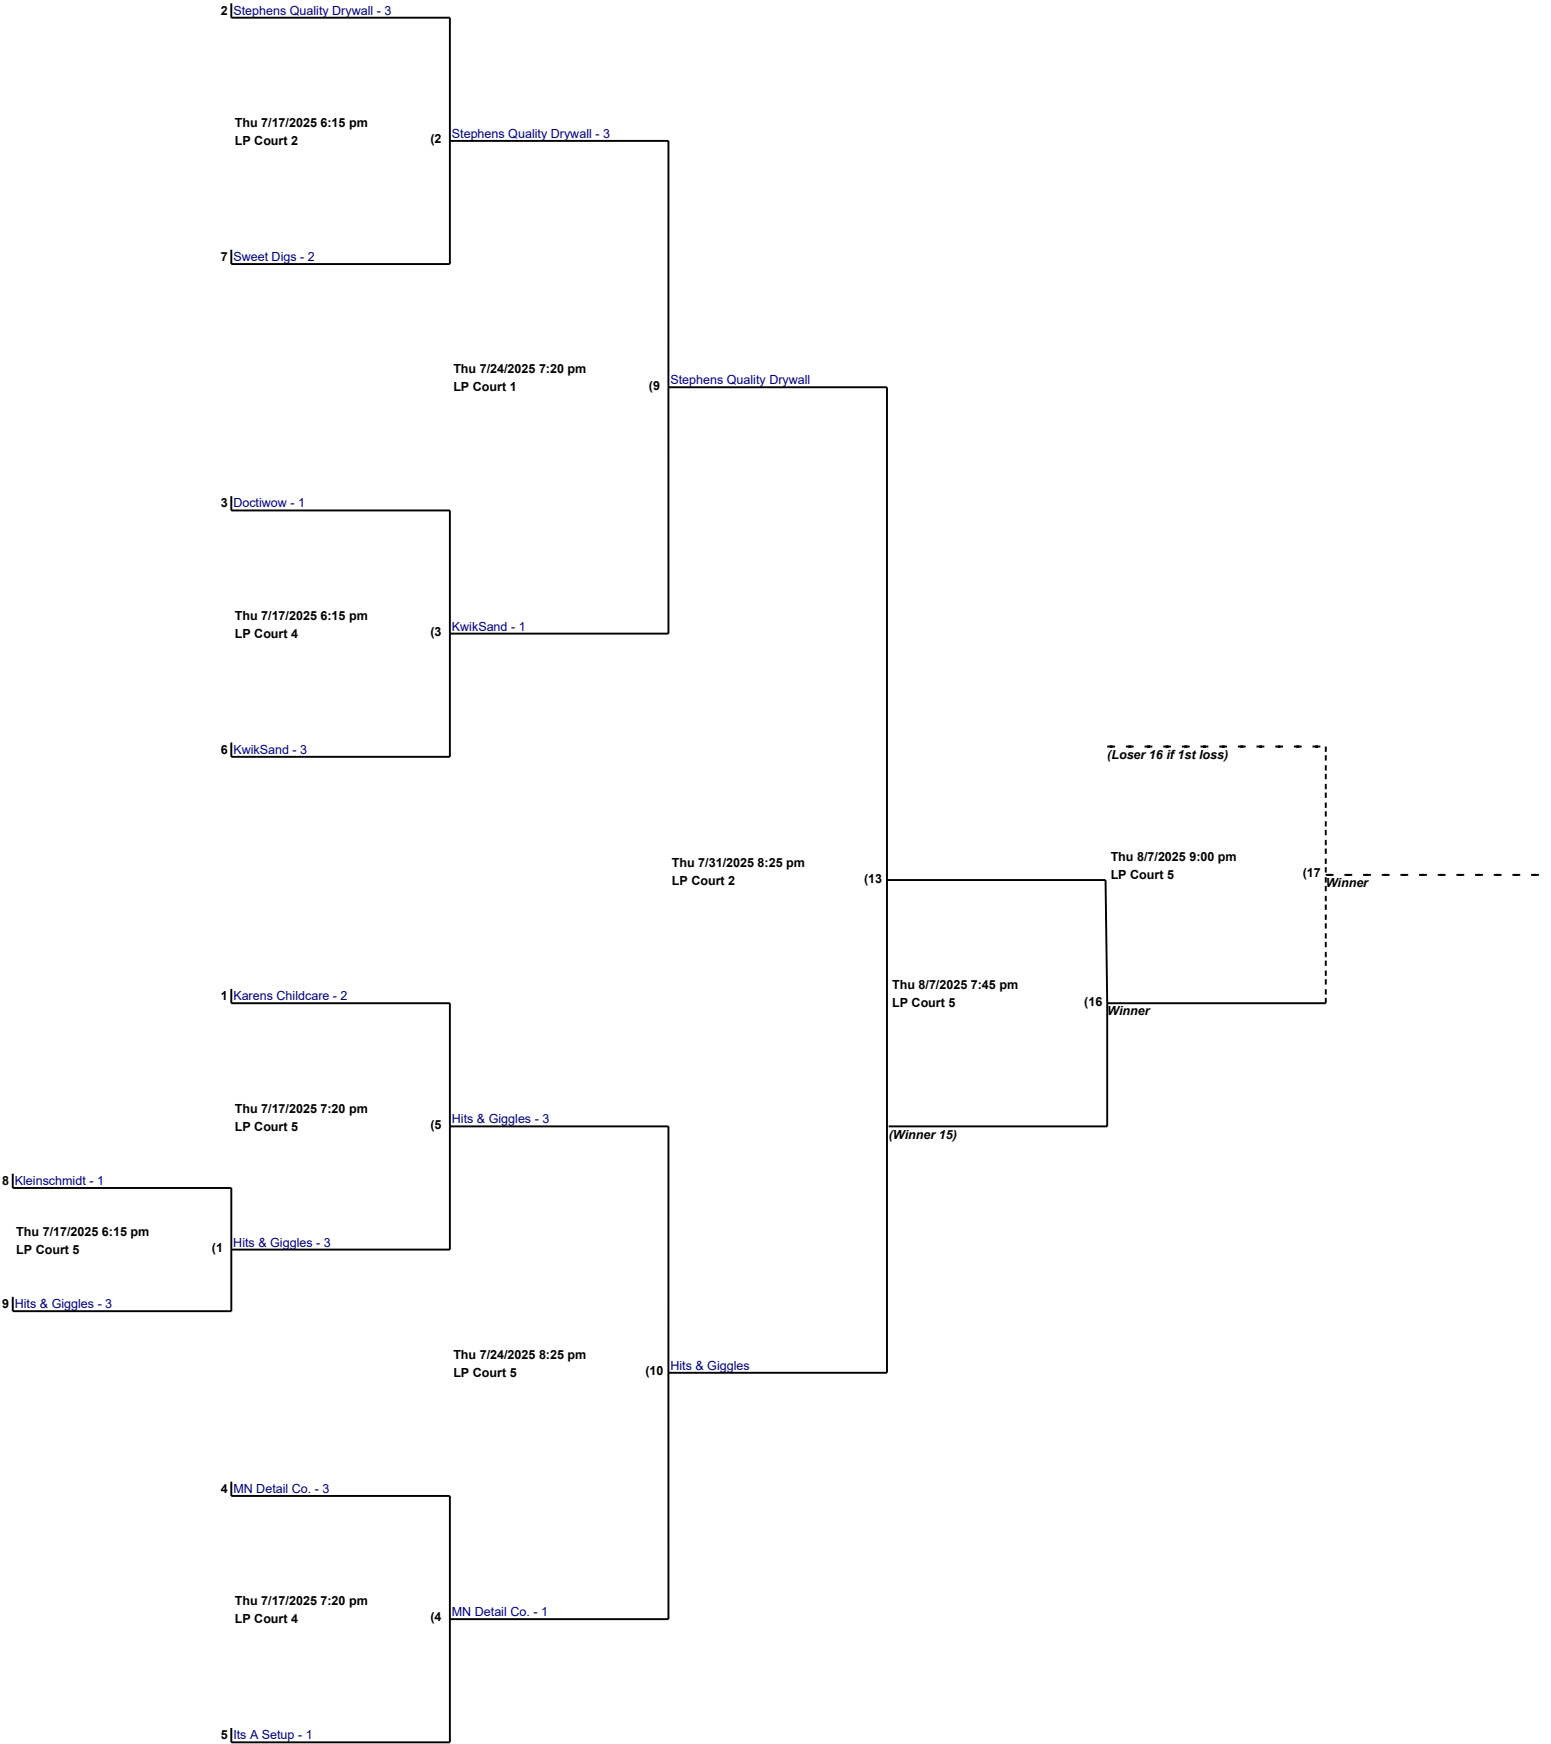 2 Stephens Quality Drywall - 3
Thu 7/17/2025 6:15 pm
LP Court 2
(2
Stephens Quality Drywall - 3
7 Sweet Digs - 2
Thu 7/24/2025 7:20 pm
LP Court 1
(9
Stephens Quality Drywall
3 Doctiwow - 1
Thu 7/17/2025 6:15 pm
LP Court 4
(3
KwikSand - 1
6 KwikSand - 3
(Loser 16 if 1st loss)
Thu 7/31/2025 8:25 pm
LP Court 2
(13
Thu 8/7/2025 9:00 pm
LP Court 5
(17
Winner
1 Karens Childcare - 2
Thu 8/7/2025 7:45 pm
LP Court 5
(16
Winner
Thu 7/17/2025 7:20 pm
LP Court 5
(5
Hits & Giggles - 3
(Winner 15)
8 Kleinschmidt - 1
Thu 7/17/2025 6:15 pm
LP Court 5
(1
Hits & Giggles - 3
9 Hits & Giggles - 3
Thu 7/24/2025 8:25 pm
LP Court 5
(10
Hits & Giggles
4 MN Detail Co. - 3
Thu 7/17/2025 7:20 pm
LP Court 4
(4
MN Detail Co. - 1
5 Its A Setup - 1